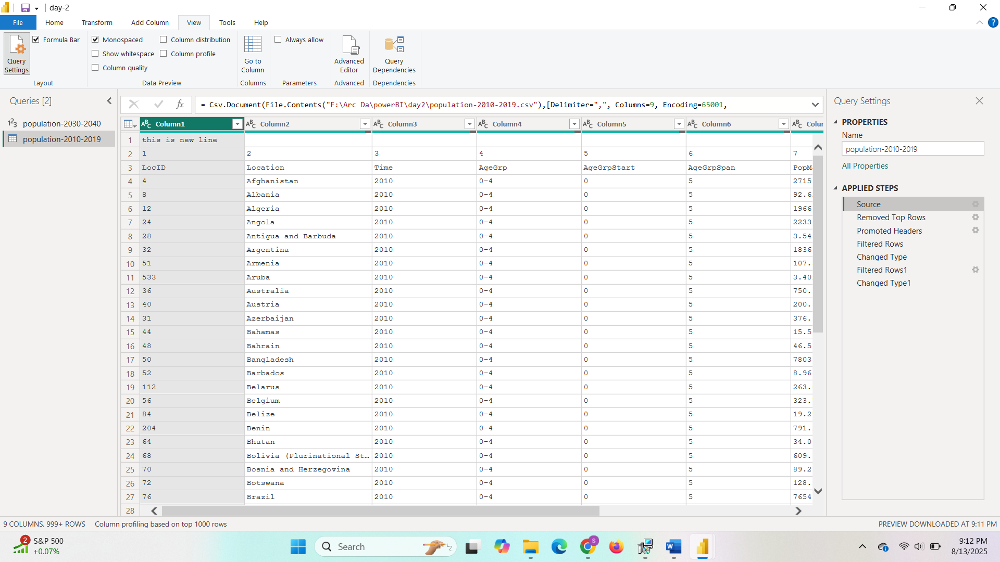 day-2
File Home Transform Add Column View Tools Help
Query Settings
Formula Bar
Layout
Monospaced
Show whitespace
Column quality
Column distribution
Column profile
Data Preview
Go to Column
Columns
Always allow
Parameters
Advanced Editor
Advanced
Query Dependencies
Dependencies
Queries [2]
1²3 population-2030-2040
population-2010-2019
fx = Csv.Document(File.Contents("F:\Arc Da\powerBI\day2\population-2010-2019.csv"),[Delimiter=",", Columns=9, Encoding=65001,
ABC Column1 ABC Column2 ABC Column3 ABC Column4 ABC Column5 ABC Column6 ABC Colur
1 this is new line
2 1 2 3 4 5 6 7
3 LocID Location Time AgeGrp AgeGrpStart AgeGrpSpan PopM
4 4 Afghanistan 2010 0-4 0 5 2715
5 8 Albania 2010 0-4 0 5 92.6
6 12 Algeria 2010 0-4 0 5 1966
7 24 Angola 2010 0-4 0 5 2233
8 28 Antigua and Barbuda 2010 0-4 0 5 3.54
9 32 Argentina 2010 0-4 0 5 1836
10 51 Armenia 2010 0-4 0 5 107.
11 533 Aruba 2010 0-4 0 5 3.40
12 36 Australia 2010 0-4 0 5 750.
13 40 Austria 2010 0-4 0 5 200.
14 31 Azerbaijan 2010 0-4 0 5 376.
15 44 Bahamas 2010 0-4 0 5 15.5
16 48 Bahrain 2010 0-4 0 5 46.5
17 50 Bangladesh 2010 0-4 0 5 7803
18 52 Barbados 2010 0-4 0 5 8.96
19 112 Belarus 2010 0-4 0 5 263.
20 56 Belgium 2010 0-4 0 5 323.
21 84 Belize 2010 0-4 0 5 19.2
22 204 Benin 2010 0-4 0 5 791.
23 64 Bhutan 2010 0-4 0 5 34.0
24 68 Bolivia (Plurinational St… 2010 0-4 0 5 609.
25 70 Bosnia and Herzegovina 2010 0-4 0 5 89.2
26 72 Botswana 2010 0-4 0 5 128.
27 76 Brazil 2010 0-4 0 5 7654
28
Query Settings
PROPERTIES
Name
population-2010-2019
All Properties
APPLIED STEPS
Source
Removed Top Rows
Promoted Headers
Filtered Rows
Changed Type
Filtered Rows1
Changed Type1
9 COLUMNS, 999+ ROWS Column profiling based on top 1000 rows PREVIEW DOWNLOADED AT 9:11 PM
2 S&P 500
+0.07%
Search
S
W
9:12 PM
8/13/2025